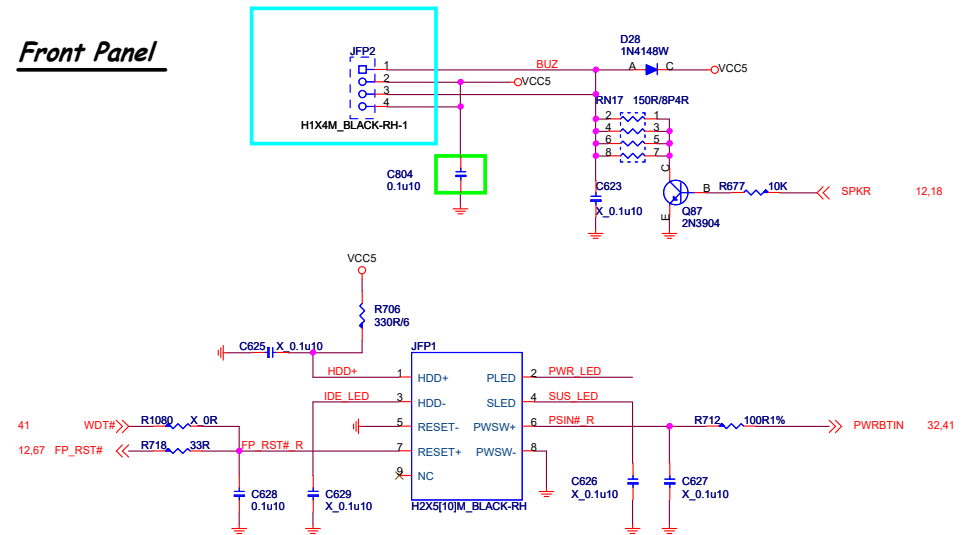 Front Panel
JFP2
1
2
3
4
H1X4M_BLACK-RH-1
BUZ
VCC5
D28
1N4148W
A C
VCC5
RN17 150R/8P4R
2 1
4 3
6 5
8 7
C804
0.1u10
C623
X_0.1u10
C
B
E
Q87
2N3904
R677 10K
SPKR 12,18
VCC5
R706
330R/6
C625 X_0.1u10
JFP1
HDD+ 1 HDD+ PLED 2 PWR_LED
IDE_LED 3 HDD- SLED 4 SUS_LED
5 RESET- PWSW+ 6 PSIN#_R R712 100R1% PWRBTIN 32,41
41 WDT# R1080 X_0R
12,67 FP_RST# R718 33R FP_RST#_R 7 RESET+ PWSW- 8
9 NC
H2X5[10]M_BLACK-RH
C628
0.1u10
C629
X_0.1u10
C626
X_0.1u10
C627
X_0.1u10